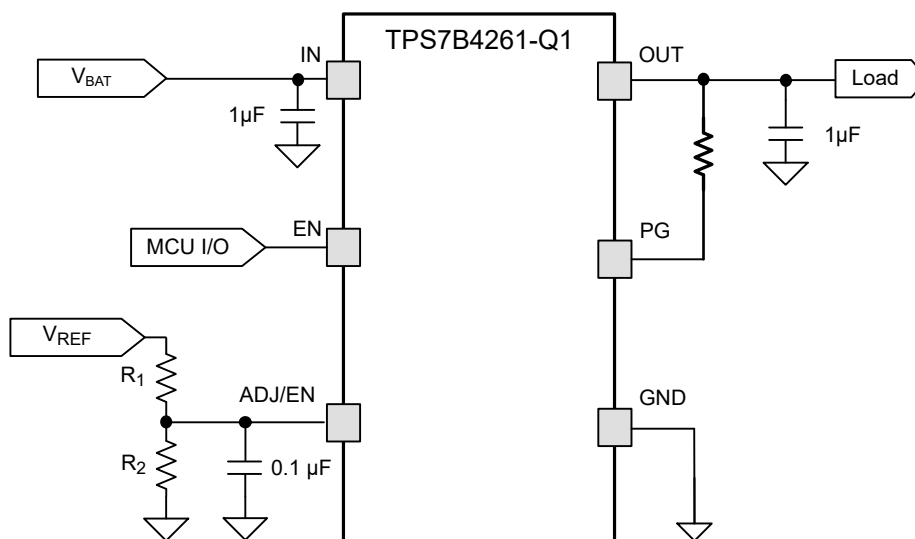 TPS7B4261-Q1
IN
OUT
V_BAT
Load
1µF
1µF
EN
PG
MCU I/O
V_REF
R_1
ADJ/EN
GND
R_2
0.1 µF